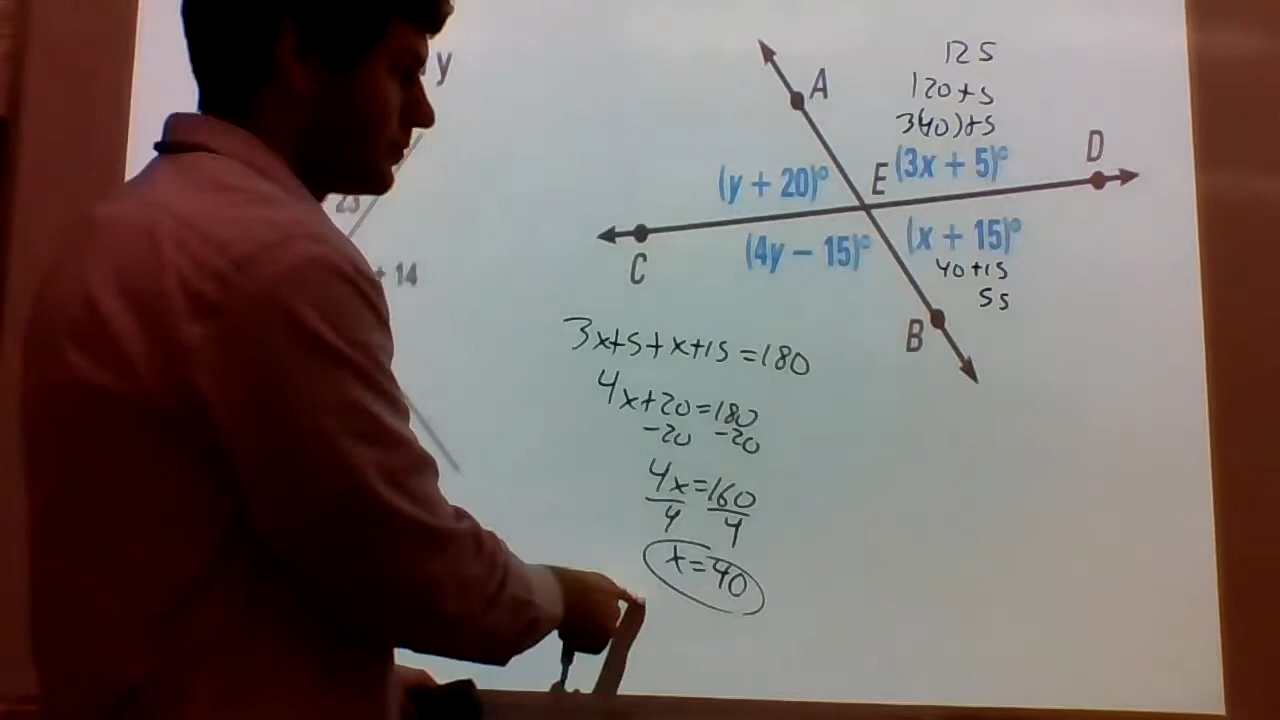 y
23
+ 14
A
E
D
C
B
(y + 20)°
(3x + 5)°
(4y − 15)°
(x + 15)°
125
120+5
3(40)+5
40+15
55
3x+5+x+15=180
4x+20=180
-20 -20
4x=160
4 4
x=40